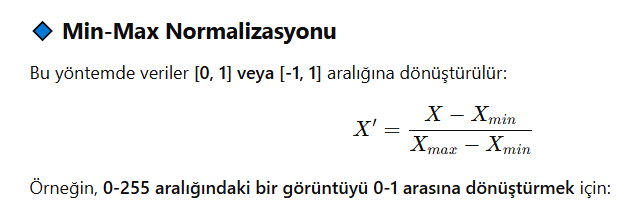 🔷 Min-Max Normalizasyonu
Bu yöntemde veriler [0, 1] veya [-1, 1] aralığına dönüştürülür:
X' = \frac{X - X_{min}}{X_{max} - X_{min}}
Örneğin, 0-255 aralığındaki bir görüntüyü 0-1 arasına dönüştürmek için: